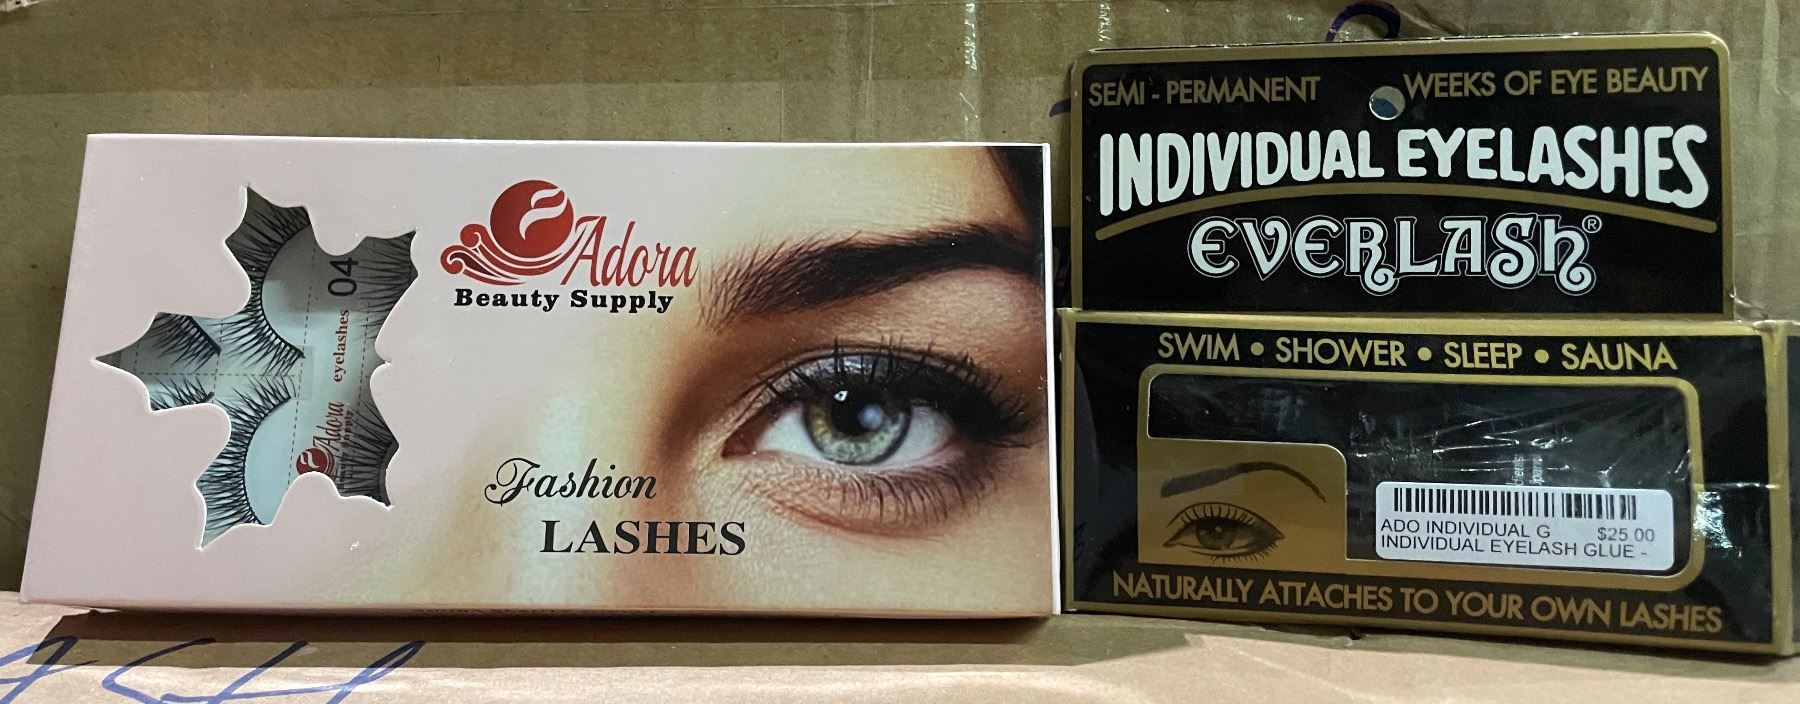 Adora
Beauty Supply
Fashion
LASHES
04
eyelashes
Adora
SEMI - PERMANENT
WEEKS OF EYE BEAUTY
INDIVIDUAL EYELASHES
EVERLASH®
SWIM • SHOWER • SLEEP • SAUNA
ADO INDIVIDUAL G $25.00
INDIVIDUAL EYELASH GLUE -
NATURALLY ATTACHES TO YOUR OWN LASHES